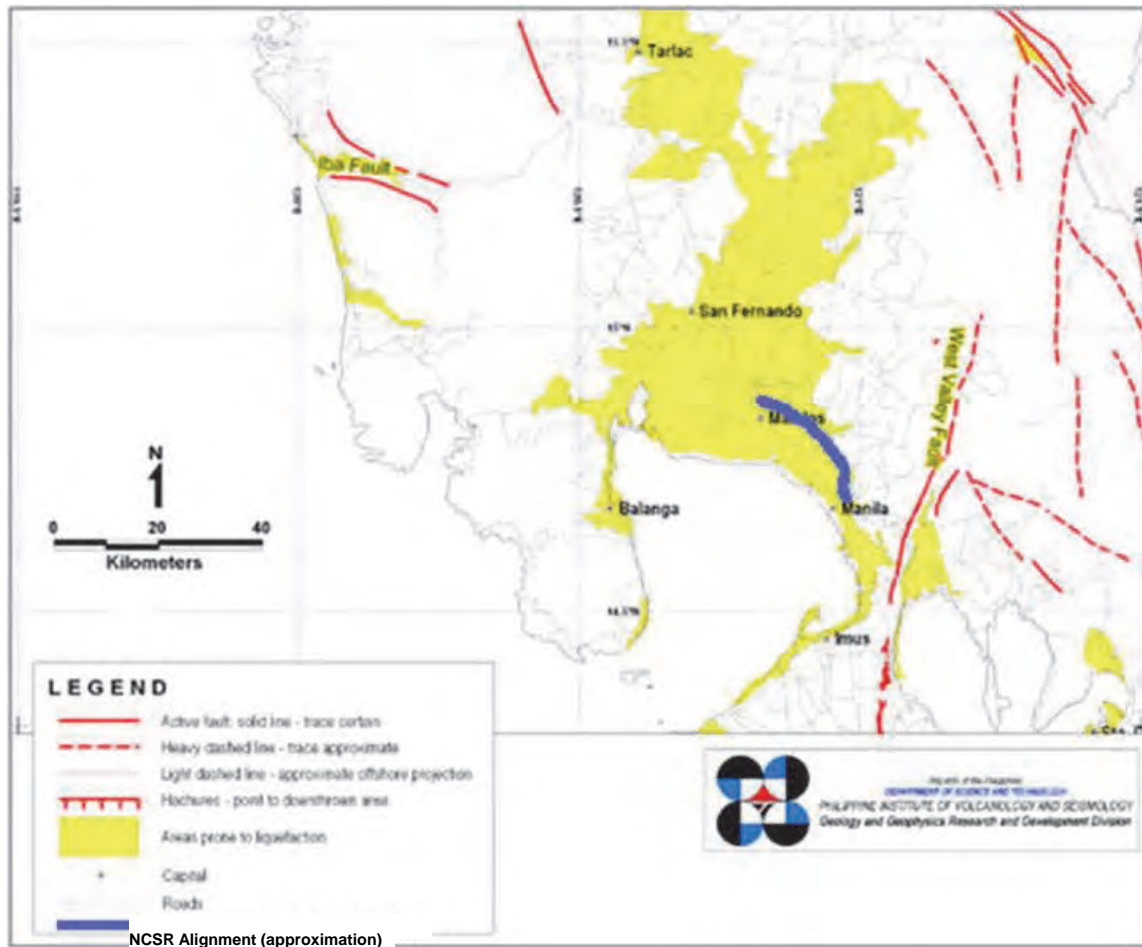 Tarlac
Iba Fault
San Fernando
15°N
West Valley Fault
N
Balanga
Manila
0 20 40
Kilometers
Imus
LEGEND
Active fault: solid line - trace certain
Heavy dashed line - trace approximate
Light dashed line - approximate offshore projection
Hachures - point to downthrown area
Areas prone to liquefaction
Capital
Roads
NCSR Alignment (approximation)
DEPARTMENT OF SCIENCE AND TECHNOLOGY
PHILIPPINE INSTITUTE OF VOLCANOLOGY AND SEISMOLOGY
Geology and Geophysics Research and Development Division